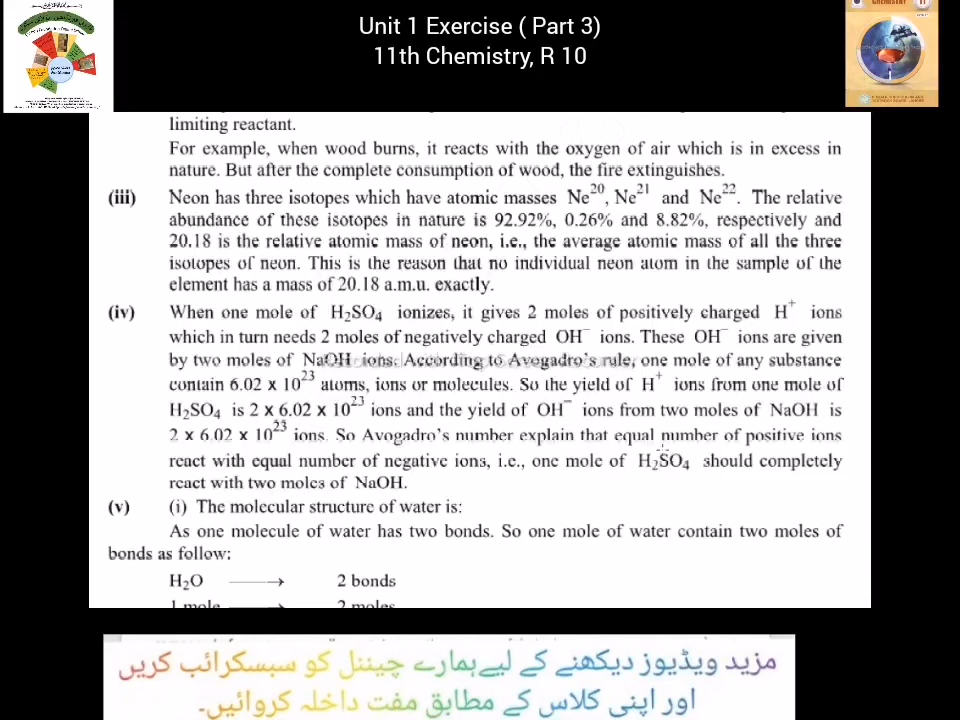 Unit 1 Exercise ( Part 3)
11th Chemistry, R 10
CHEMISTRY 11
limiting reactant.
For example, when wood burns, it reacts with the oxygen of air which is in excess in
nature. But after the complete consumption of wood, the fire extinguishes.
(iii) Neon has three isotopes which have atomic masses Ne²⁰, Ne²¹ and Ne²². The relative
abundance of these isotopes in nature is 92.92%, 0.26% and 8.82%, respectively and
20.18 is the relative atomic mass of neon, i.e., the average atomic mass of all the three
isotopes of neon. This is the reason that no individual neon atom in the sample of the
element has a mass of 20.18 a.m.u. exactly.
(iv) When one mole of H₂SO₄ ionizes, it gives 2 moles of positively charged H⁺ ions
which in turn needs 2 moles of negatively charged OH⁻ ions. These OH⁻ ions are given
by two moles of NaOH ions. According to Avogadro's rule, one mole of any substance
contain 6.02 × 10²³ atoms, ions or molecules. So the yield of H⁺ ions from one mole of
H₂SO₄ is 2 × 6.02 × 10²³ ions and the yield of OH⁻ ions from two moles of NaOH is
2 × 6.02 × 10²³ ions. So Avogadro's number explain that equal number of positive ions
react with equal number of negative ions, i.e., one mole of H₂SO₄ should completely
react with two moles of NaOH.
(v) (i) The molecular structure of water is:
As one molecule of water has two bonds. So one mole of water contain two moles of
bonds as follow:
H₂O ⟶ 2 bonds
1 mole ⟶ 2 moles
مزید ویڈیوز دیکھنے کے لیے ہمارے چیننل کو سبسکرائب کریں
اور اپنی کلاس کے مطابق مفت داخلہ کروائیں۔